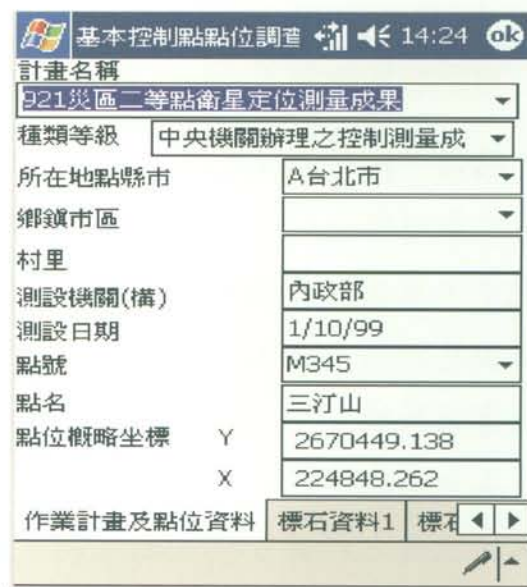 基本控制點點位調查 14:24 ok
計畫名稱
921災區二等點衛星定位測量成果
種類等級 中央機關辦理之控制測量成
所在地點縣市 A台北市
鄉鎮市區
村里
測設機關(構) 內政部
測設日期 1/10/99
點號 M345
點名 三汀山
點位概略坐標 Y 2670449.138
X 224848.262
作業計畫及點位資料 標石資料1 標石